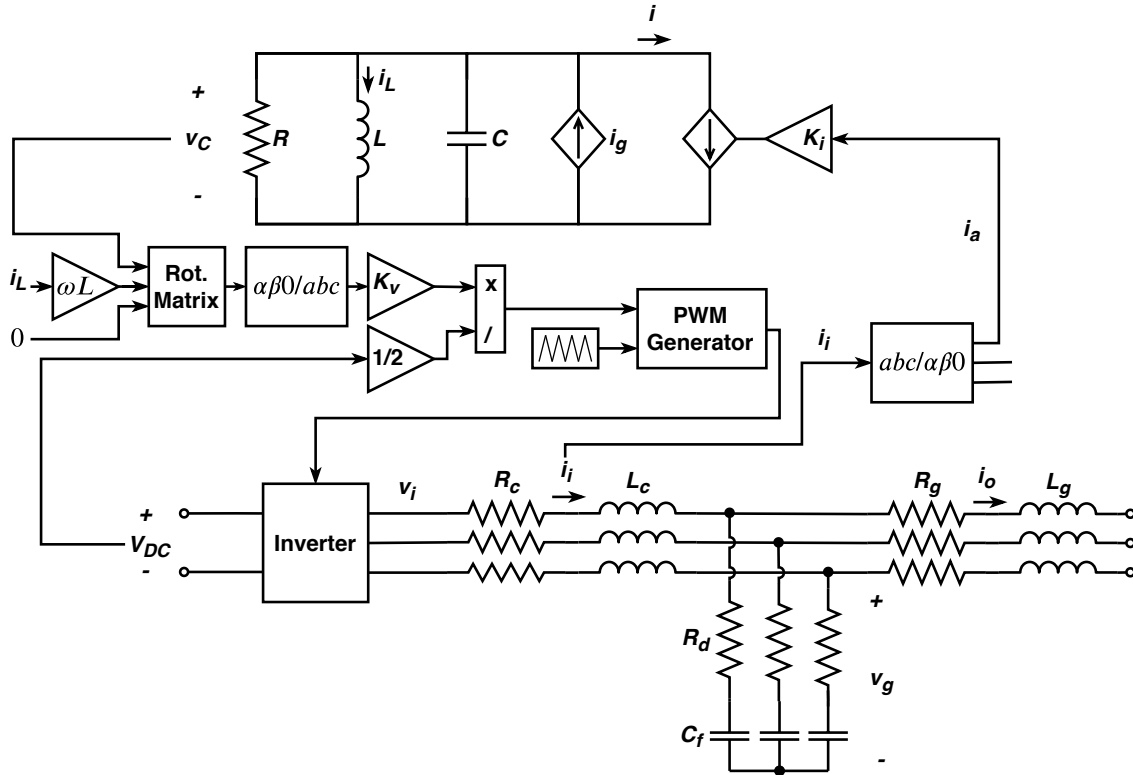 i
+
i_L
v_C
R
L
C
i_g
K_i
-
i_a
i_L
ωL
Rot.
Matrix
αβ0/abc
K_v
x
/
0
1/2
PWM
Generator
i_i
abc/αβ0
v_i
R_c
i_i
L_c
R_g
i_o
L_g
+
V_DC
-
Inverter
+
R_d
v_g
C_f
-